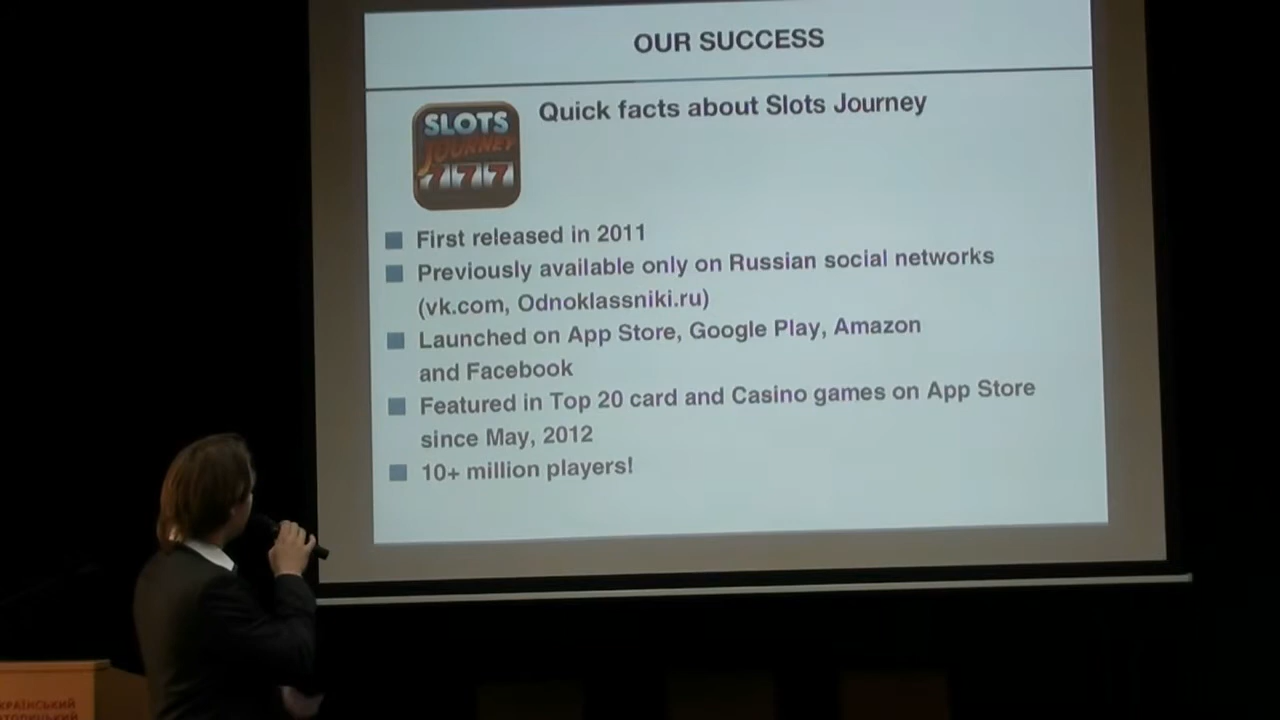 OUR SUCCESS
SLOTS
JOURNEY
777
Quick facts about Slots Journey
First released in 2011
Previously available only on Russian social networks
(vk.com, Odnoklassniki.ru)
Launched on App Store, Google Play, Amazon
and Facebook
Featured in Top 20 card and Casino games on App Store
since May, 2012
10+ million players!
КРАЇНСЬКИЙ